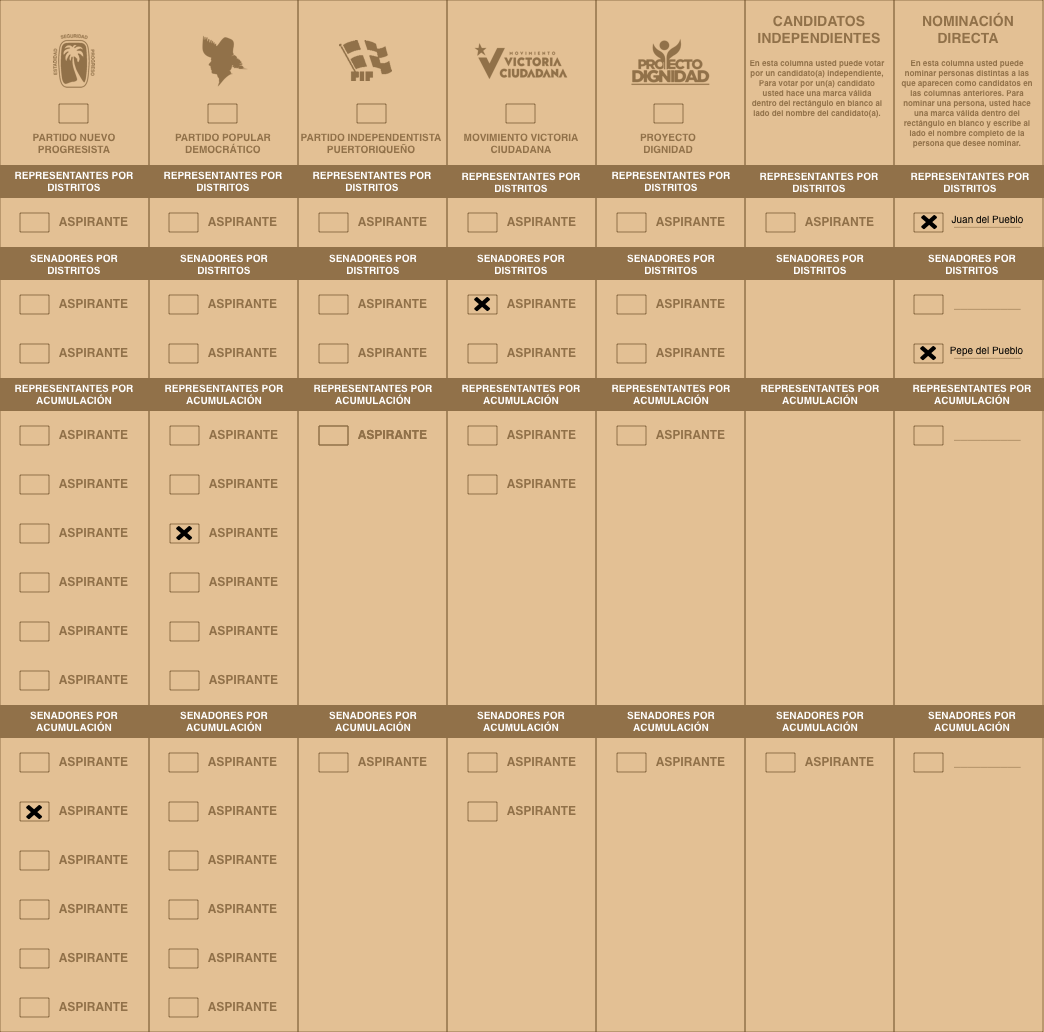 SEGURIDAD
ESTADIDAD
PROGRESO
PARTIDO NUEVO
PROGRESISTA
PARTIDO POPULAR
DEMOCRÁTICO
PIP
PARTIDO INDEPENDENTISTA
PUERTORIQUEÑO
MOVIMIENTO
VICTORIA
CIUDADANA
MOVIMIENTO VICTORIA
CIUDADANA
PROYECTO
DIGNIDAD
PROYECTO
DIGNIDAD
CANDIDATOS
INDEPENDIENTES
En esta columna usted puede votar
por un candidato(a) independiente,
Para votar por un(a) candidato
usted hace una marca válida
dentro del rectángulo en blanco al
lado del nombre del candidato(a).
NOMINACIÓN
DIRECTA
En esta columna usted puede
nominar personas distintas a las
que aparecen como candidatos en
las columnas anteriores. Para
nominar una persona, usted hace
una marca válida dentro del
rectángulo en blanco y escribe al
lado el nombre completo de la
persona que desee nominar.
REPRESENTANTES POR DISTRITOS REPRESENTANTES POR DISTRITOS REPRESENTANTES POR DISTRITOS REPRESENTANTES POR DISTRITOS REPRESENTANTES POR DISTRITOS REPRESENTANTES POR DISTRITOS REPRESENTANTES POR DISTRITOS
ASPIRANTE ASPIRANTE ASPIRANTE ASPIRANTE ASPIRANTE ASPIRANTE Juan del Pueblo
SENADORES POR DISTRITOS SENADORES POR DISTRITOS SENADORES POR DISTRITOS SENADORES POR DISTRITOS SENADORES POR DISTRITOS SENADORES POR DISTRITOS SENADORES POR DISTRITOS
ASPIRANTE ASPIRANTE ASPIRANTE ASPIRANTE ASPIRANTE
ASPIRANTE ASPIRANTE ASPIRANTE ASPIRANTE ASPIRANTE Pepe del Pueblo
REPRESENTANTES POR ACUMULACIÓN REPRESENTANTES POR ACUMULACIÓN REPRESENTANTES POR ACUMULACIÓN REPRESENTANTES POR ACUMULACIÓN REPRESENTANTES POR ACUMULACIÓN REPRESENTANTES POR ACUMULACIÓN REPRESENTANTES POR ACUMULACIÓN
ASPIRANTE ASPIRANTE ASPIRANTE ASPIRANTE ASPIRANTE
ASPIRANTE ASPIRANTE ASPIRANTE
ASPIRANTE ASPIRANTE
ASPIRANTE ASPIRANTE
ASPIRANTE ASPIRANTE
ASPIRANTE ASPIRANTE
SENADORES POR ACUMULACIÓN SENADORES POR ACUMULACIÓN SENADORES POR ACUMULACIÓN SENADORES POR ACUMULACIÓN SENADORES POR ACUMULACIÓN SENADORES POR ACUMULACIÓN SENADORES POR ACUMULACIÓN
ASPIRANTE ASPIRANTE ASPIRANTE ASPIRANTE ASPIRANTE ASPIRANTE
ASPIRANTE ASPIRANTE ASPIRANTE
ASPIRANTE ASPIRANTE
ASPIRANTE ASPIRANTE
ASPIRANTE ASPIRANTE
ASPIRANTE ASPIRANTE